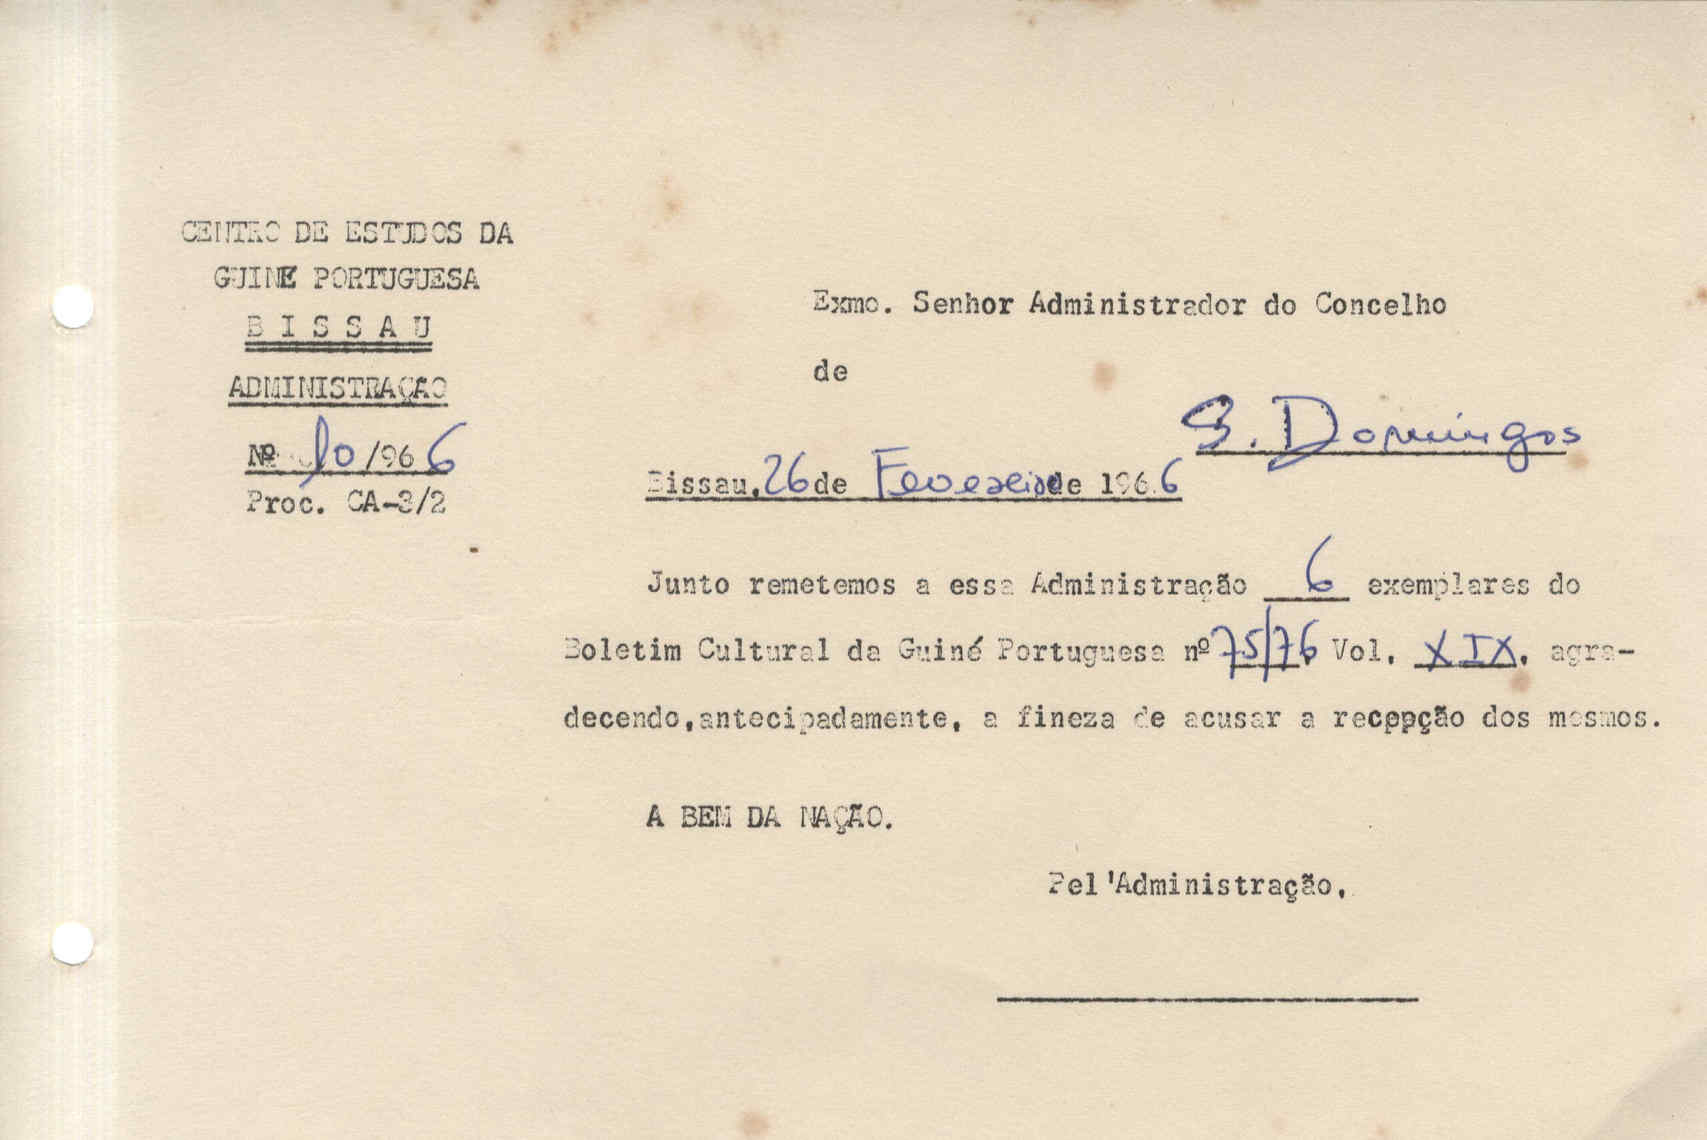 CENTRO DE ESTUDOS DA
GUINÉ PORTUGUESA
B I S S A U
ADMINISTRAÇÃO
Nº 10/966
Proc. CA-3/2
Exmo. Senhor Administrador do Concelho
de
S. Domingos
Bissau, 26 de Fevereiro de 1966
Junto remetemos a essa Administração 6 exemplares do
Boletim Cultural da Guiné Portuguesa nº 75/76, Vol. XIX, agra-
decendo, antecipadamente, a fineza de acusar a recepção dos mesmos.
A BEM DA NAÇÃO.
Pel'Administração,